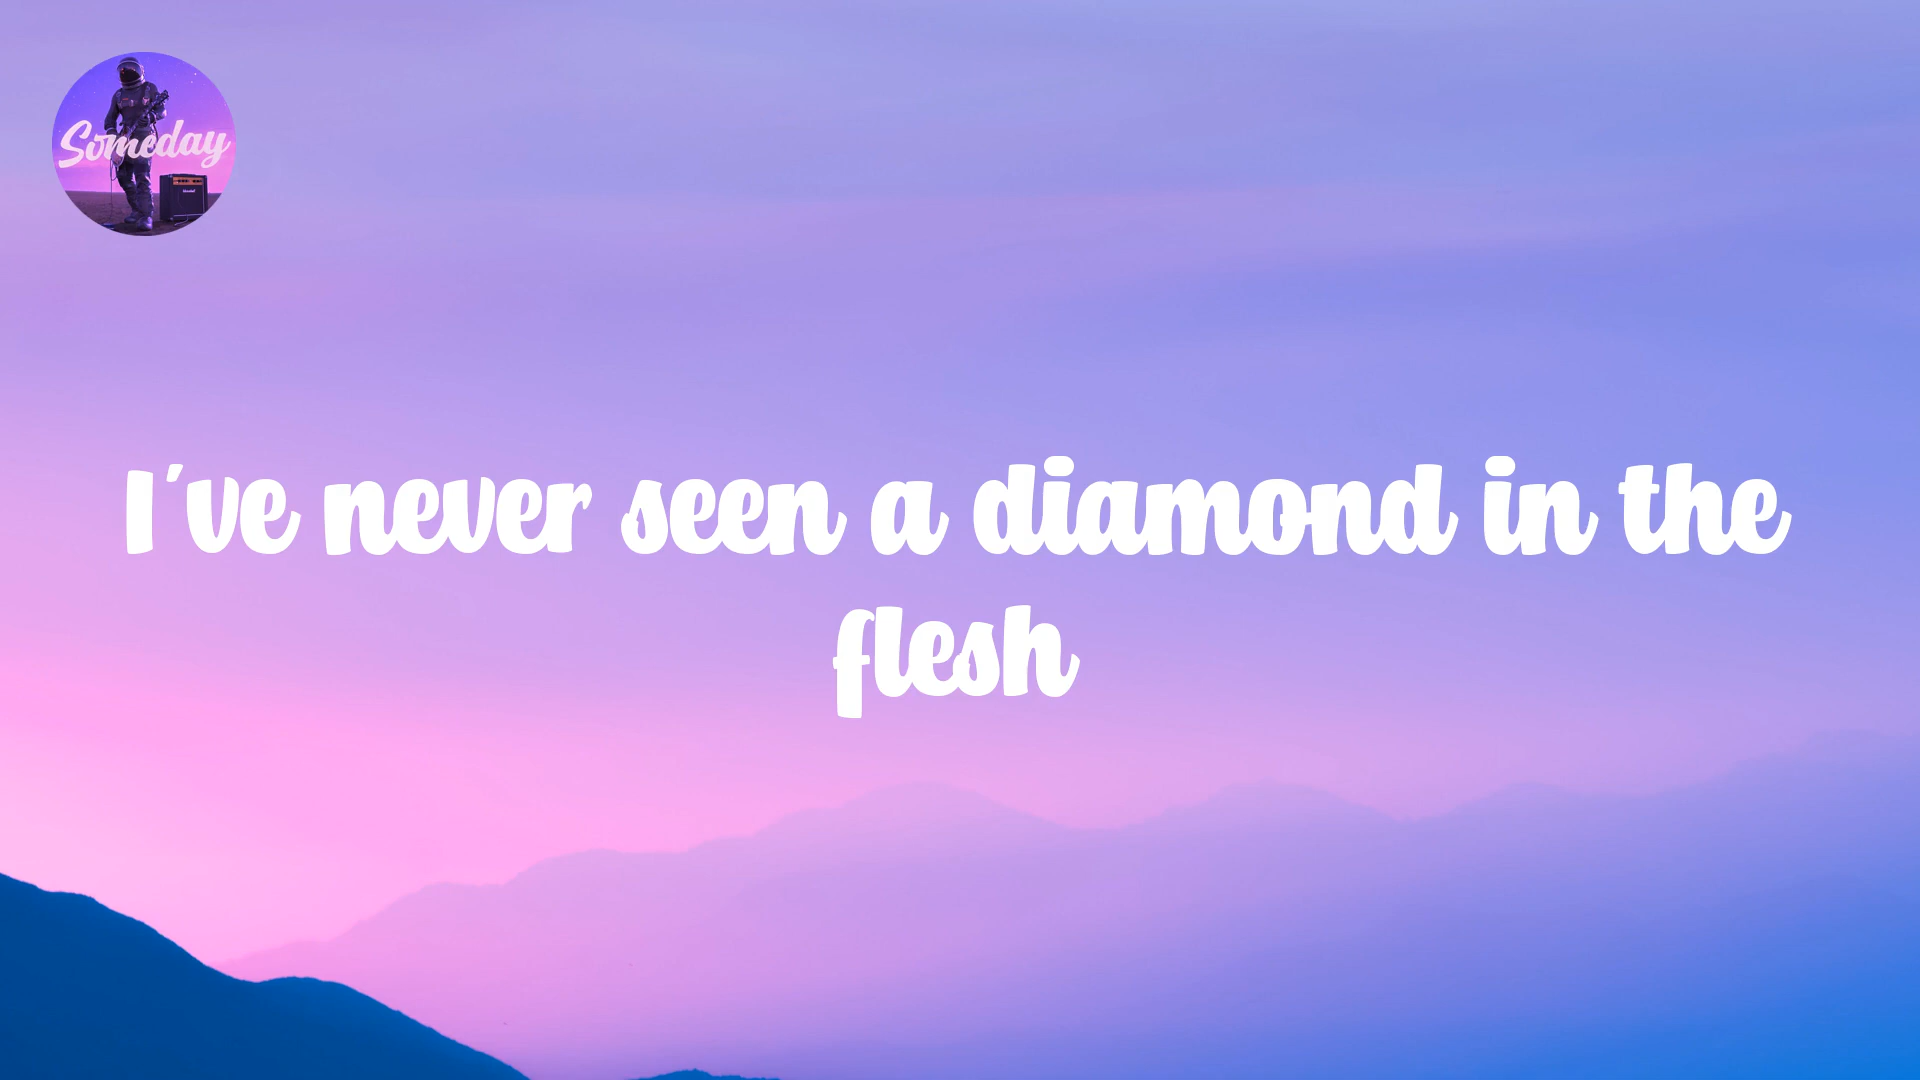 Someday
I've never seen a diamond in the
flesh